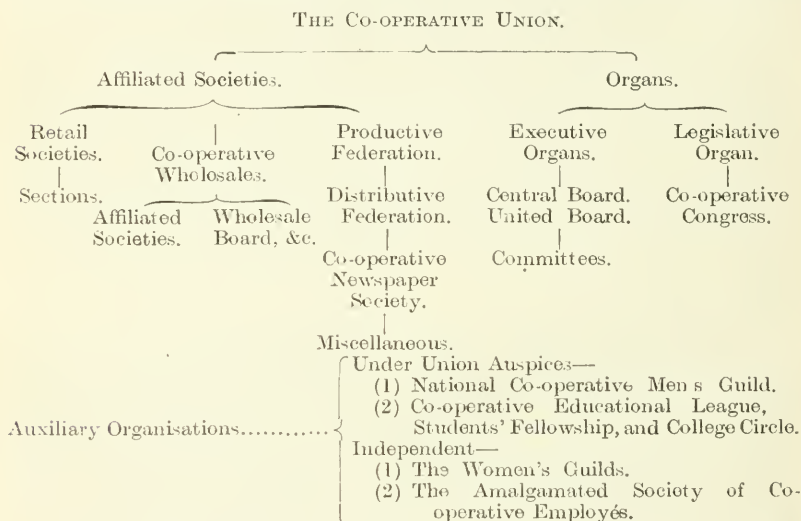 THE CO-OPERATIVE UNION.
Affiliated Societies. Organs.
Retail Productive Executive Legislative
Societies. Co-operative Federation. Organs. Organ.
Wholesales.
Sections. Distributive Central Board. Co-operative
Affiliated Wholesale Federation. United Board. Congress.
Societies. Board, &c.
Co-operative Committees.
Newspaper
Society.
Miscellaneous.
Under Union Auspices—
(1) National Co-operative Men s Guild.
(2) Co-operative Educational League,
Auxiliary Organisations............ Students' Fellowship, and College Circle.
Independent—
(1) The Women's Guilds.
(2) The Amalgamated Society of Co-
operative Employés.